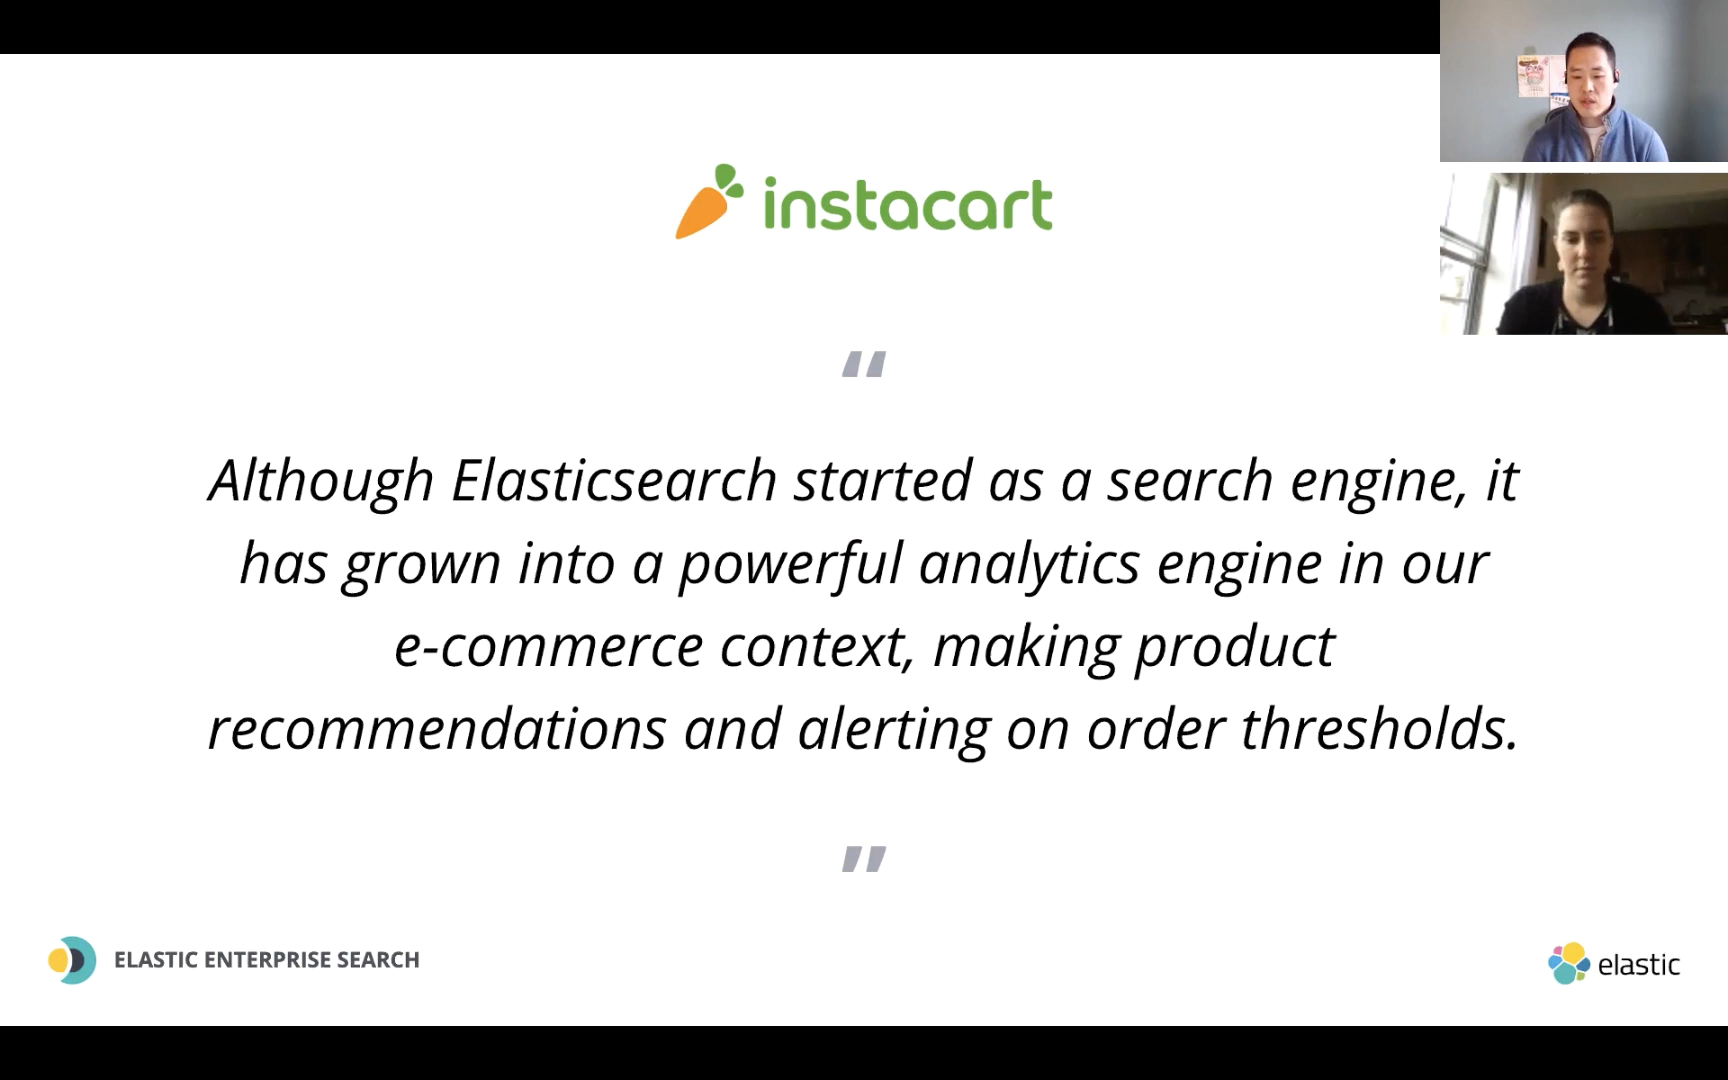 instacart
“
Although Elasticsearch started as a search engine, it
has grown into a powerful analytics engine in our
e-commerce context, making product
recommendations and alerting on order thresholds.
”
ELASTIC ENTERPRISE SEARCH
elastic